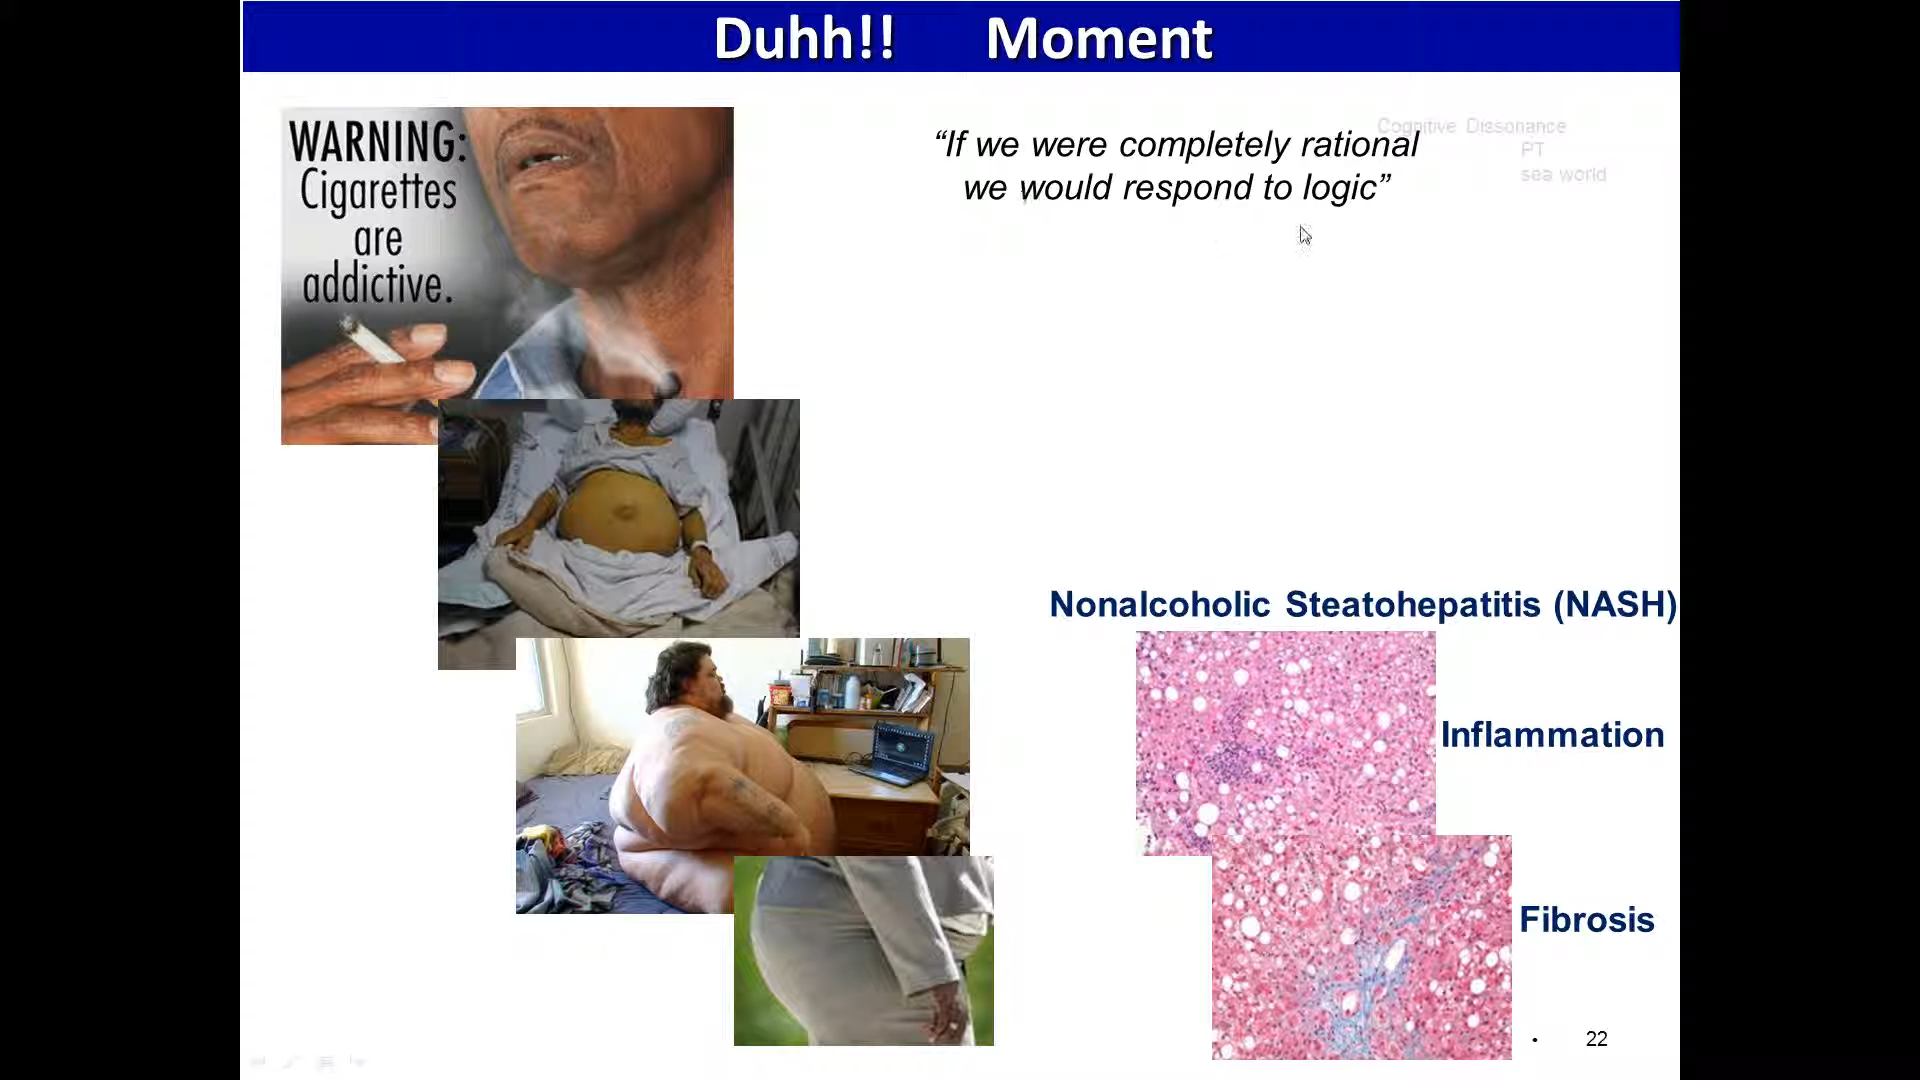 Duhh!! Moment
WARNING:
Cigarettes
are
addictive.
“If we were completely rational
we would respond to logic”
Cognitive Dissonance
PT
sea world
Nonalcoholic Steatohepatitis (NASH)
Inflammation
Fibrosis
• 22